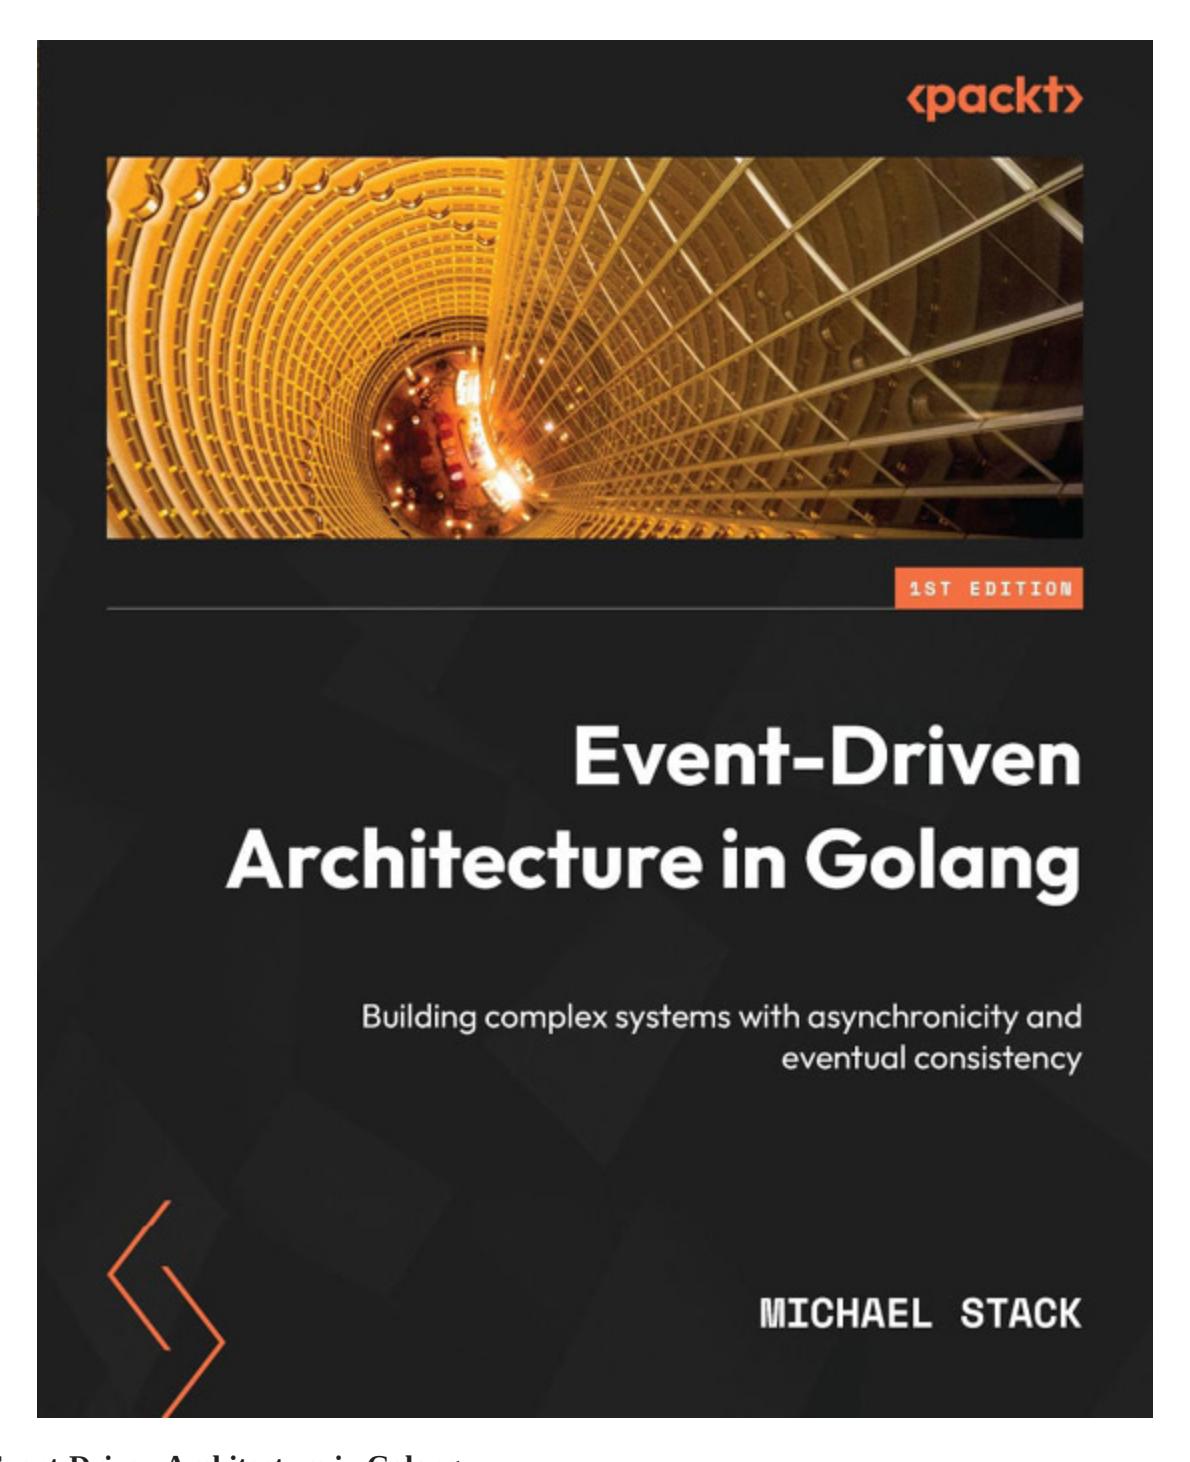 <packt>
1ST EDITION
Event-Driven
Architecture in Golang
Building complex systems with asynchronicity and
eventual consistency
MICHAEL STACK